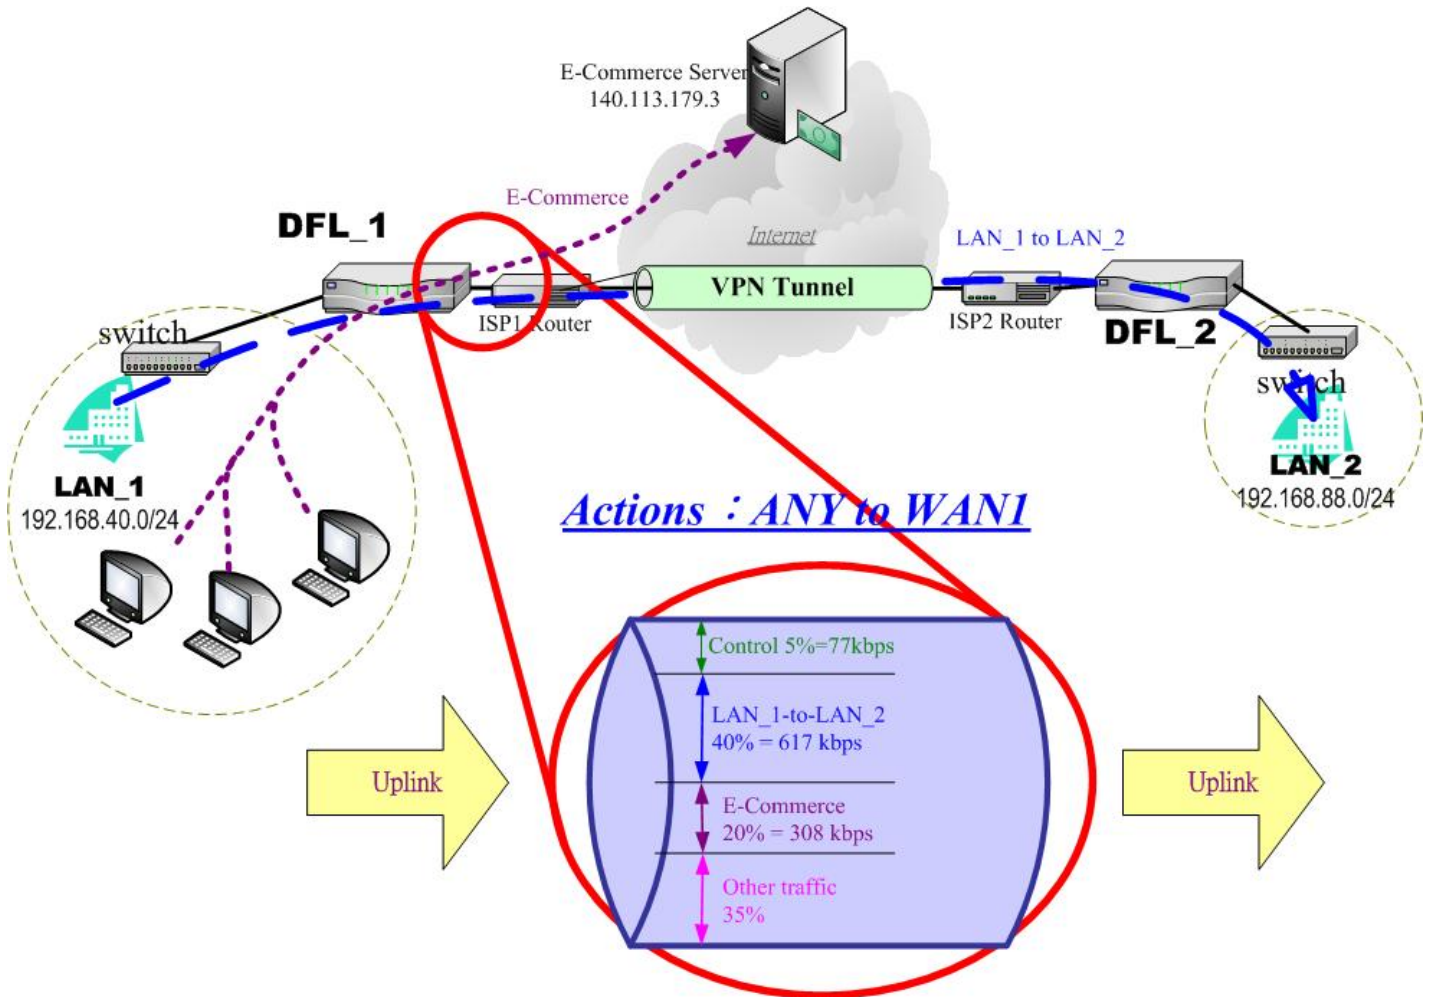 E-Commerce Server
140.113.179.3
E-Commerce
DFL_1
Internet
LAN_1 to LAN_2
VPN Tunnel
ISP1 Router
ISP2 Router
DFL_2
switch
switch
LAN_1
192.168.40.0/24
LAN_2
192.168.88.0/24
Actions：ANY to WAN1
Control 5%=77kbps
LAN_1-to-LAN_2
40% = 617 kbps
Uplink
Uplink
E-Commerce
20% = 308 kbps
Other traffic
35%